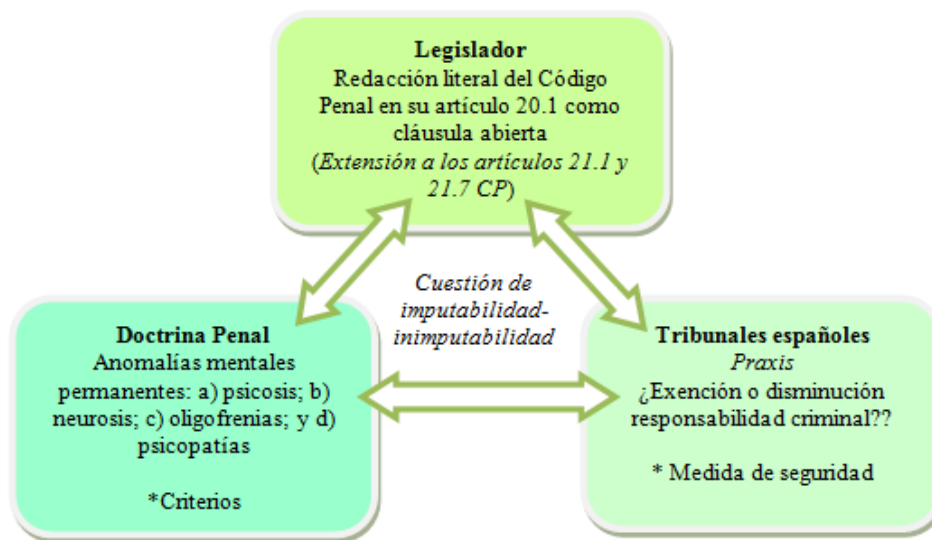 Legislador
Redacción literal del Código
Penal en su artículo 20.1 como
cláusula abierta
(Extensión a los artículos 21.1 y
21.7 CP)
Cuestión de
imputabilidad-
inimputabilidad
Doctrina Penal
Anomalías mentales
permanentes: a) psicosis; b)
neurosis; c) oligofrenias; y d)
psicopatías
*Criterios
Tribunales españoles
Praxis
¿Exención o disminución
responsabilidad criminal??
* Medida de seguridad